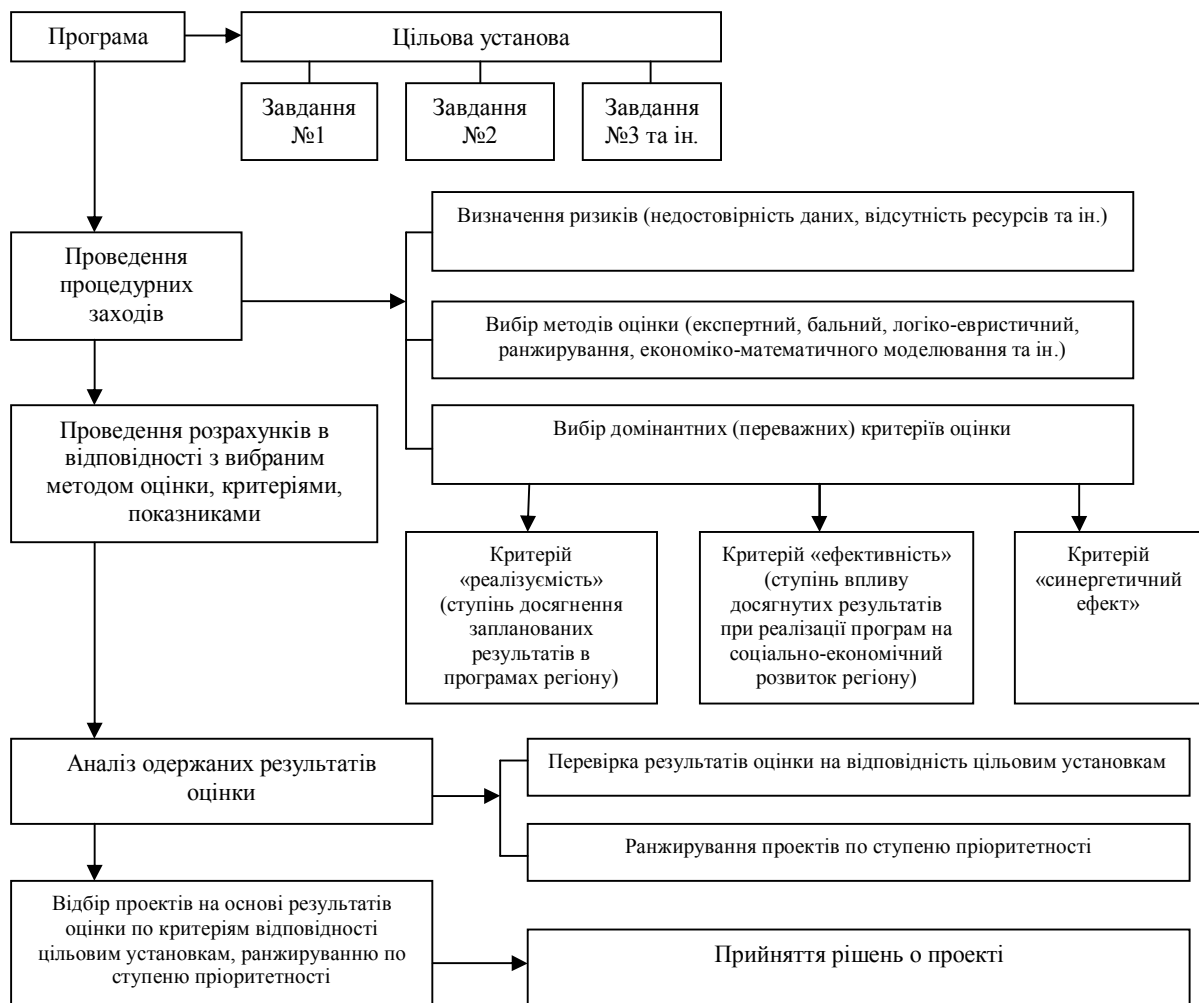 Програма
Цільова установа
Завдання
№1
Завдання
№2
Завдання
№3 та ін.
Визначення ризиків (недостовірність даних, відсутність ресурсів та ін.)
Проведення
процедурних
заходів
Вибір методів оцінки (експертний, бальний, логіко-евристичний,
ранжирування, економіко-математичного моделювання та ін.)
Вибір домінантних (переважних) критеріїв оцінки
Проведення розрахунків в
відповідності з вибраним
методом оцінки, критеріями,
показниками
Критерій
«реалізуємість»
(ступінь досягнення
запланованих
результатів в
програмах регіону)
Критерій «ефективність»
(ступінь впливу
досягнутих результатів
при реалізації програм на
соціально-економічний
розвиток регіону)
Критерій
«синергетичний
ефект»
Аналіз одержаних результатів
оцінки
Перевірка результатів оцінки на відповідність цільовим установкам
Ранжирування проектів по ступеню пріоритетності
Відбір проектів на основі результатів
оцінки по критеріям відповідності
цільовим установкам, ранжируванню по
ступеню пріоритетності
Прийняття рішень о проекті